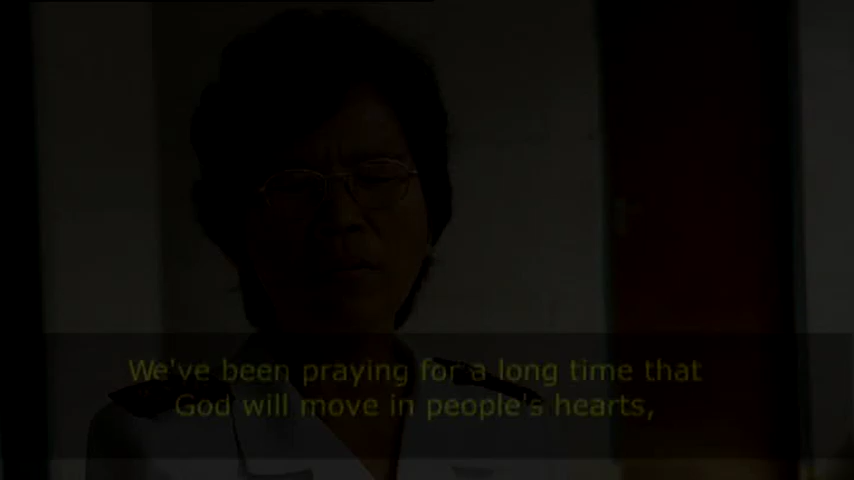 We've been praying for a long time that
God will move in people's hearts,